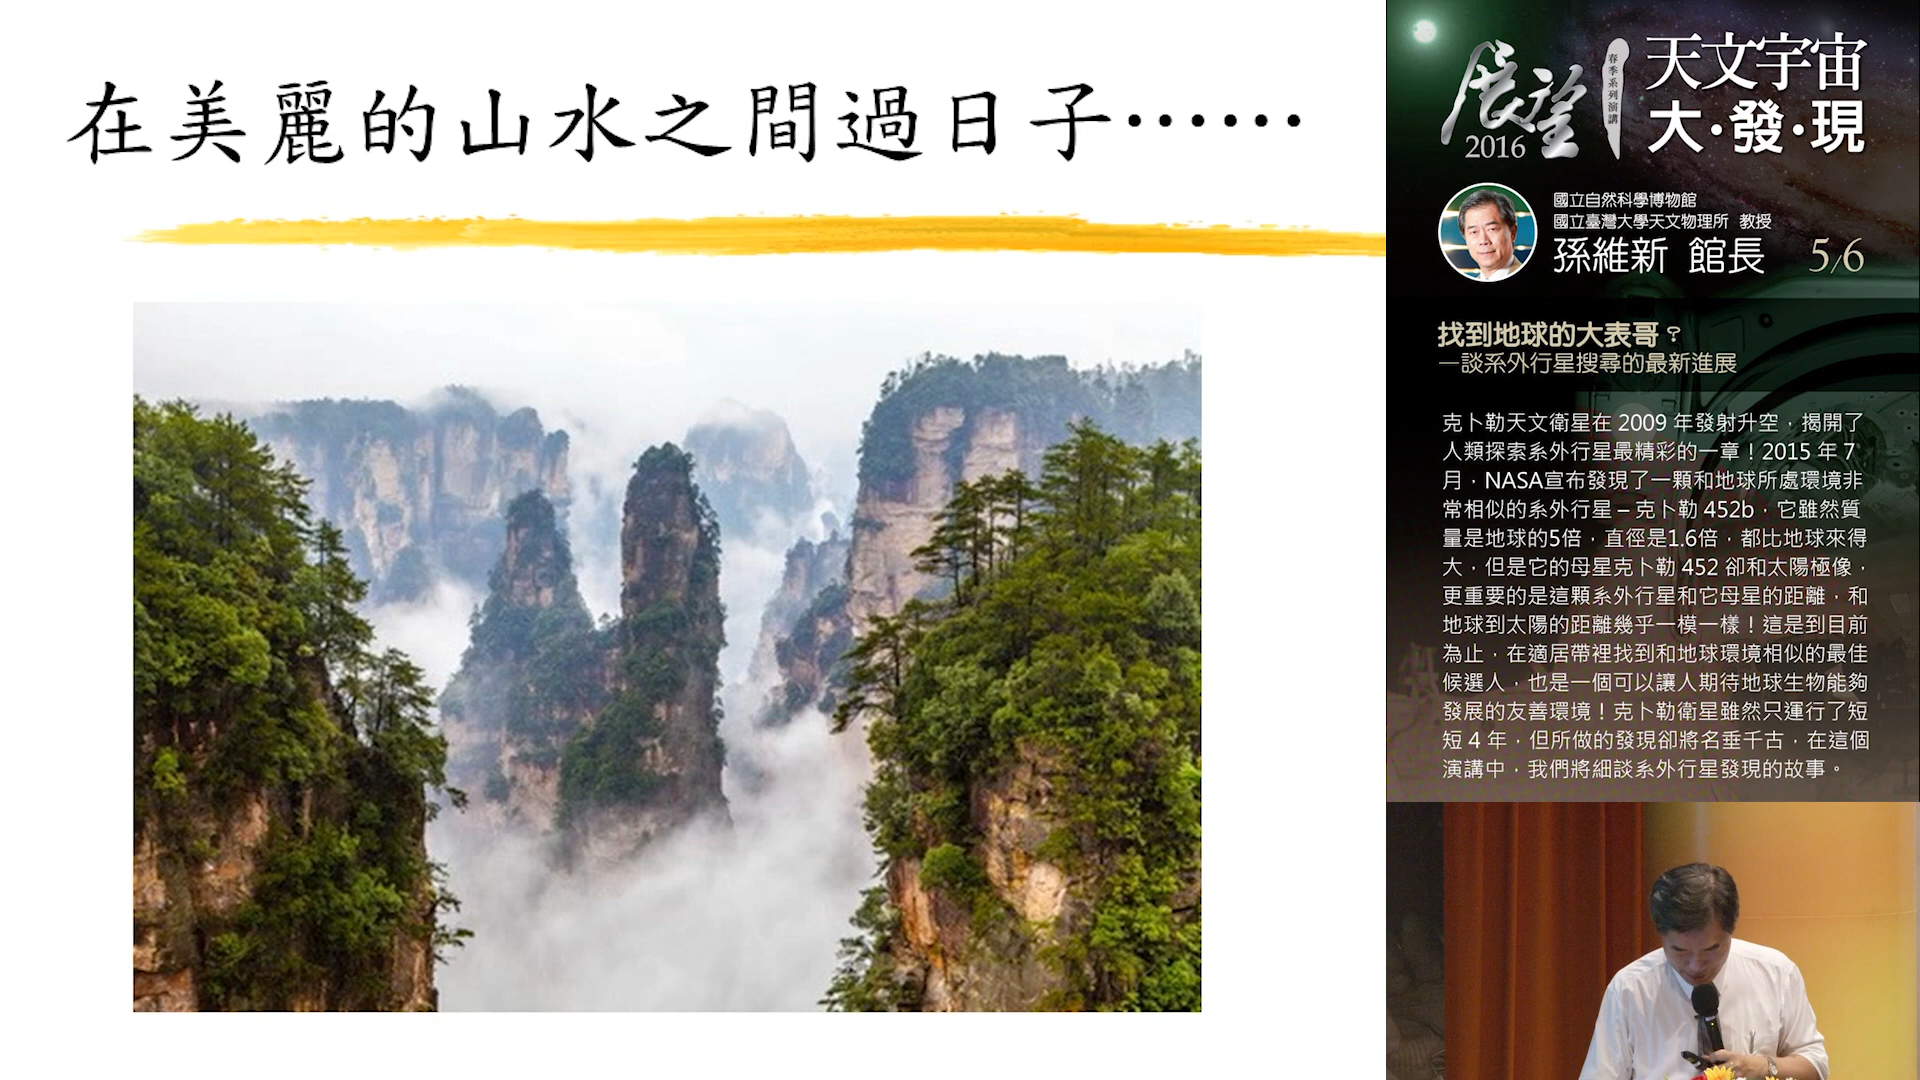 在美麗的山水之間過日子……
展望
2016
春季系列演講
天文宇宙
大·發·現
國立自然科學博物館
國立臺灣大學天文物理所 教授
孫維新 館長 5/6
找到地球的大表哥？
—談系外行星搜尋的最新進展
克卜勒天文衛星在 2009 年發射升空，揭開了
人類探索系外行星最精彩的一章！2015 年 7
月，NASA宣布發現了一顆和地球所處環境非
常相似的系外行星 – 克卜勒 452b，它雖然質
量是地球的5倍，直徑是1.6倍，都比地球來得
大，但是它的母星克卜勒 452 卻和太陽極像，
更重要的是這顆系外行星和它母星的距離，和
地球到太陽的距離幾乎一模一樣！這是到目前
為止，在適居帶裡找到和地球環境相似的最佳
候選人，也是一個可以讓人期待地球生物能夠
發展的友善環境！克卜勒衛星雖然只運行了短
短 4 年，但所做的發現卻將名垂千古，在這個
演講中，我們將細談系外行星發現的故事。